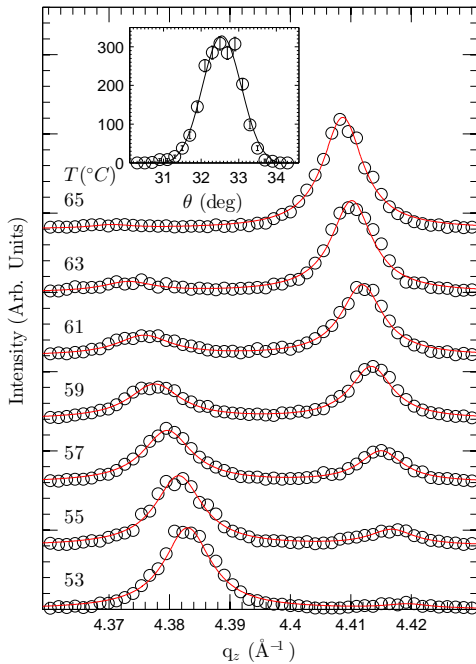 300
200
100
0
31 32 33 34
θ (deg)
T(°C)
65
63
61
59
57
55
53
Intensity (Arb. Units)
4.37 4.38 4.39 4.4 4.41 4.42
q_z (Å⁻¹)